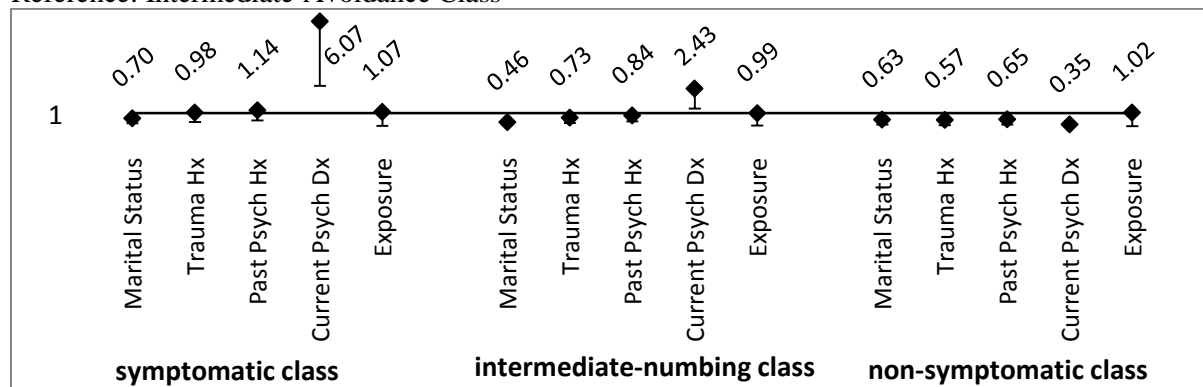 Reference: Intermediate-Avoidance Class
0.70 0.98 1.14 6.07 1.07 0.46 0.73 0.84 2.43 0.99 0.63 0.57 0.65 0.35 1.02
1
Marital Status
Trauma Hx
Past Psych Hx
Current Psych Dx
Exposure
Marital Status
Trauma Hx
Past Psych Hx
Current Psych Dx
Exposure
Marital Status
Trauma Hx
Past Psych Hx
Current Psych Dx
Exposure
symptomatic class
intermediate-numbing class
non-symptomatic class